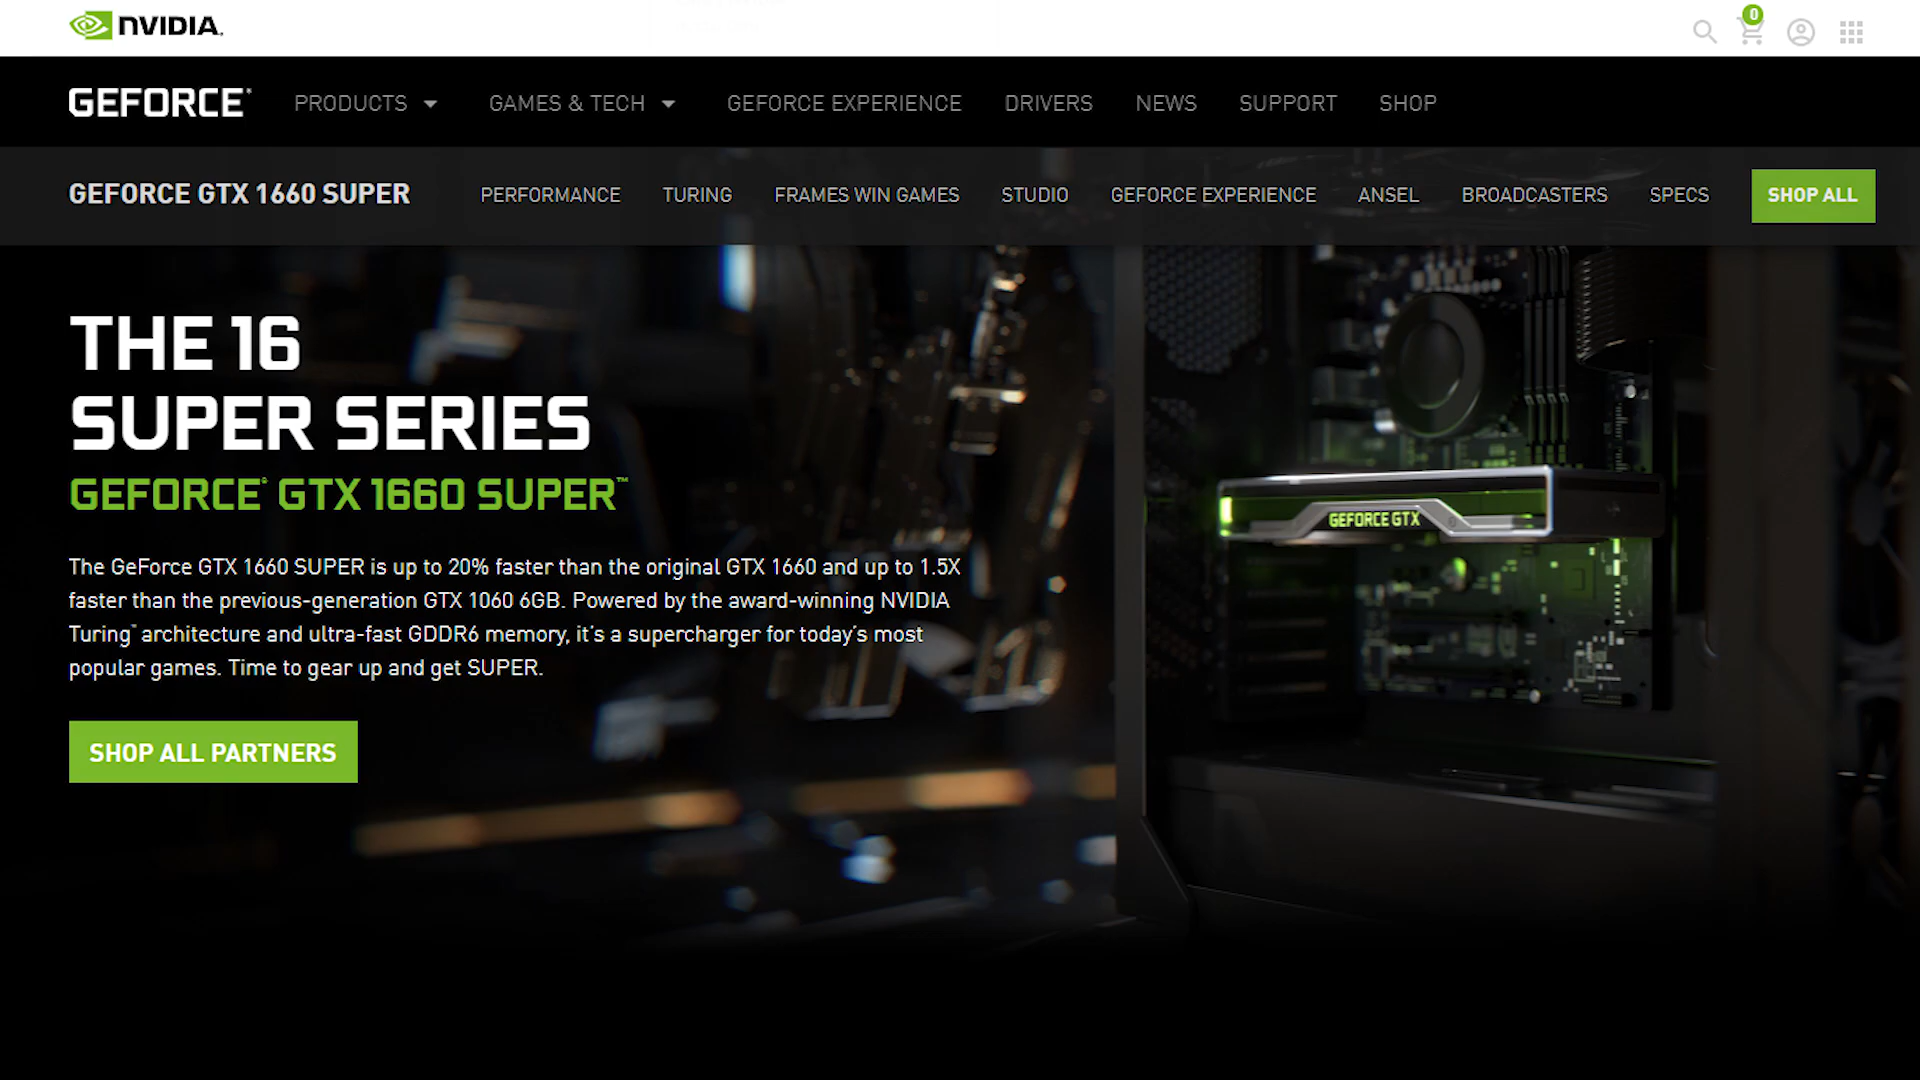 NVIDIA.
0
GEFORCE®
PRODUCTS
GAMES & TECH
GEFORCE EXPERIENCE
DRIVERS
NEWS
SUPPORT
SHOP
GEFORCE GTX 1660 SUPER
PERFORMANCE
TURING
FRAMES WIN GAMES
STUDIO
GEFORCE EXPERIENCE
ANSEL
BROADCASTERS
SPECS
SHOP ALL
THE 16
SUPER SERIES
GEFORCE® GTX 1660 SUPER™
The GeForce GTX 1660 SUPER is up to 20% faster than the original GTX 1660 and up to 1.5X
faster than the previous-generation GTX 1060 6GB. Powered by the award-winning NVIDIA
Turing™ architecture and ultra-fast GDDR6 memory, it's a supercharger for today's most
popular games. Time to gear up and get SUPER.
SHOP ALL PARTNERS
GEFORCE GTX